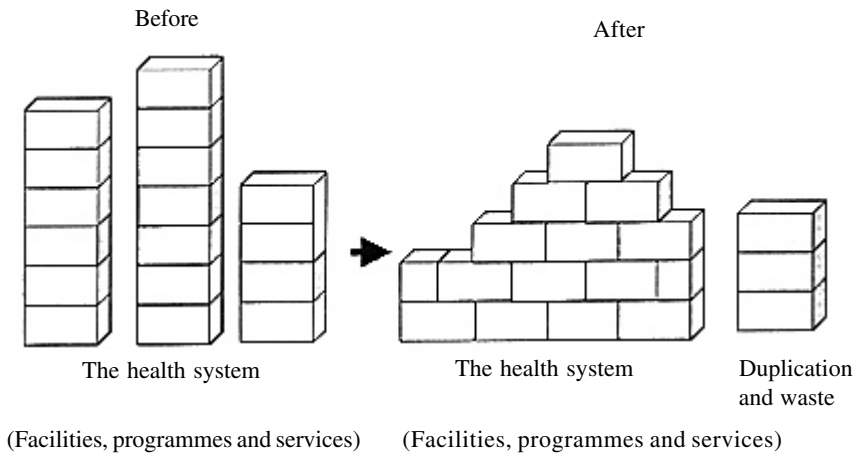 Before
After
The health system
The health system
Duplication
and waste
(Facilities, programmes and services)
(Facilities, programmes and services)